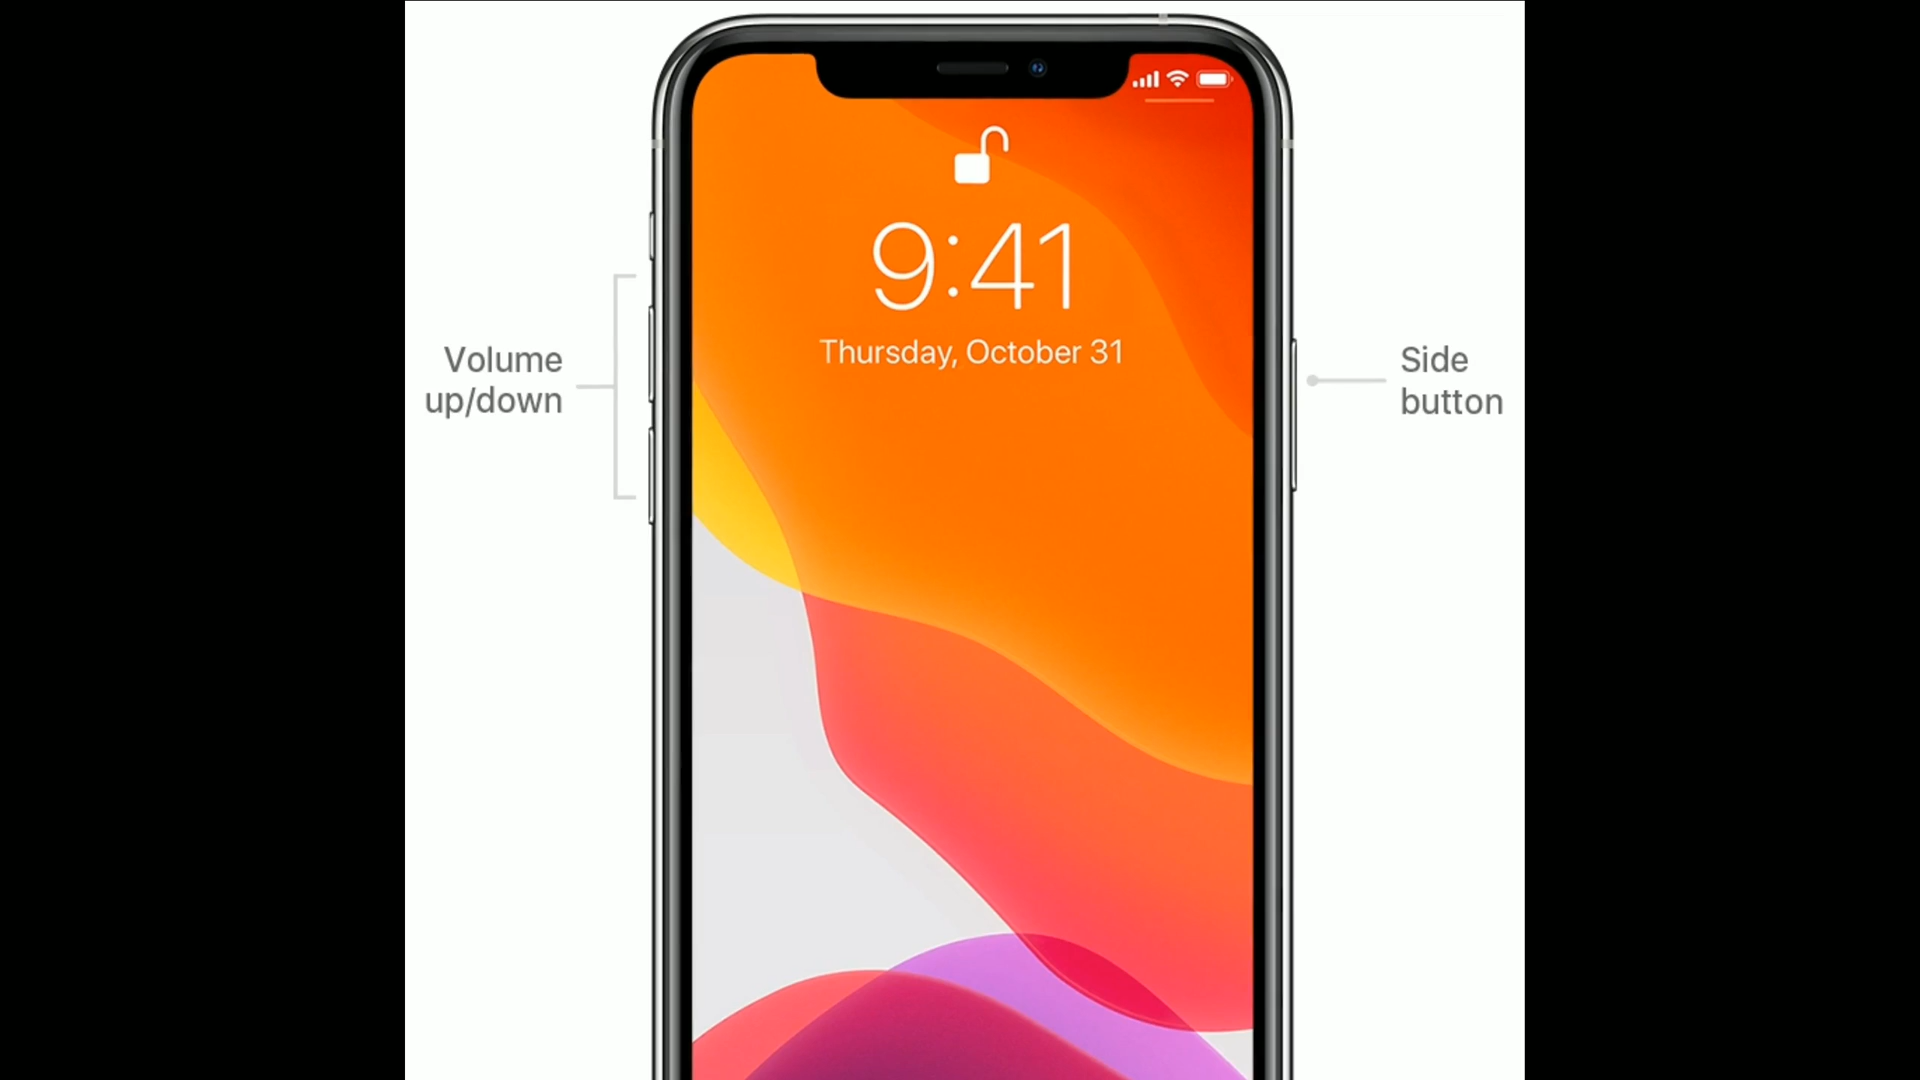 9:41
Thursday, October 31
Volume
up/down
Side
button